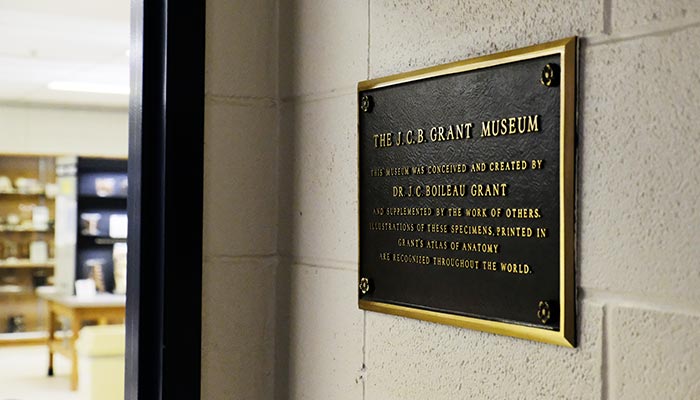 THE J. C. B. GRANT MUSEUM
THIS MUSEUM WAS CONCEIVED AND CREATED BY
DR. J. C. BOILEAU GRANT
AND SUPPLEMENTED BY THE WORK OF OTHERS.
ILLUSTRATIONS OF THESE SPECIMENS, PRINTED IN
GRANT'S ATLAS OF ANATOMY
ARE RECOGNIZED THROUGHOUT THE WORLD.